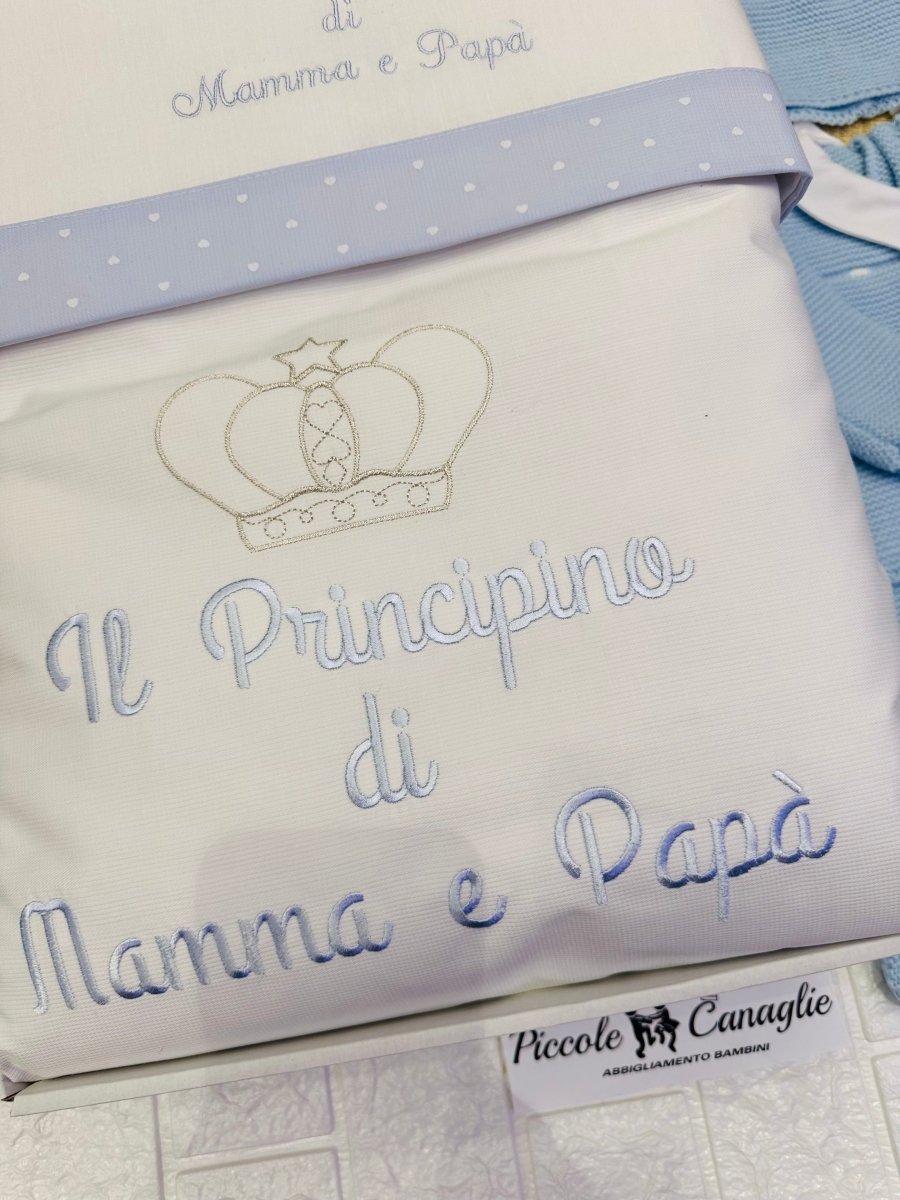 di
Mamma e Papà
Il Principino
di
Mamma e Papà
Piccole Canaglie
ABBIGLIAMENTO BAMBINI